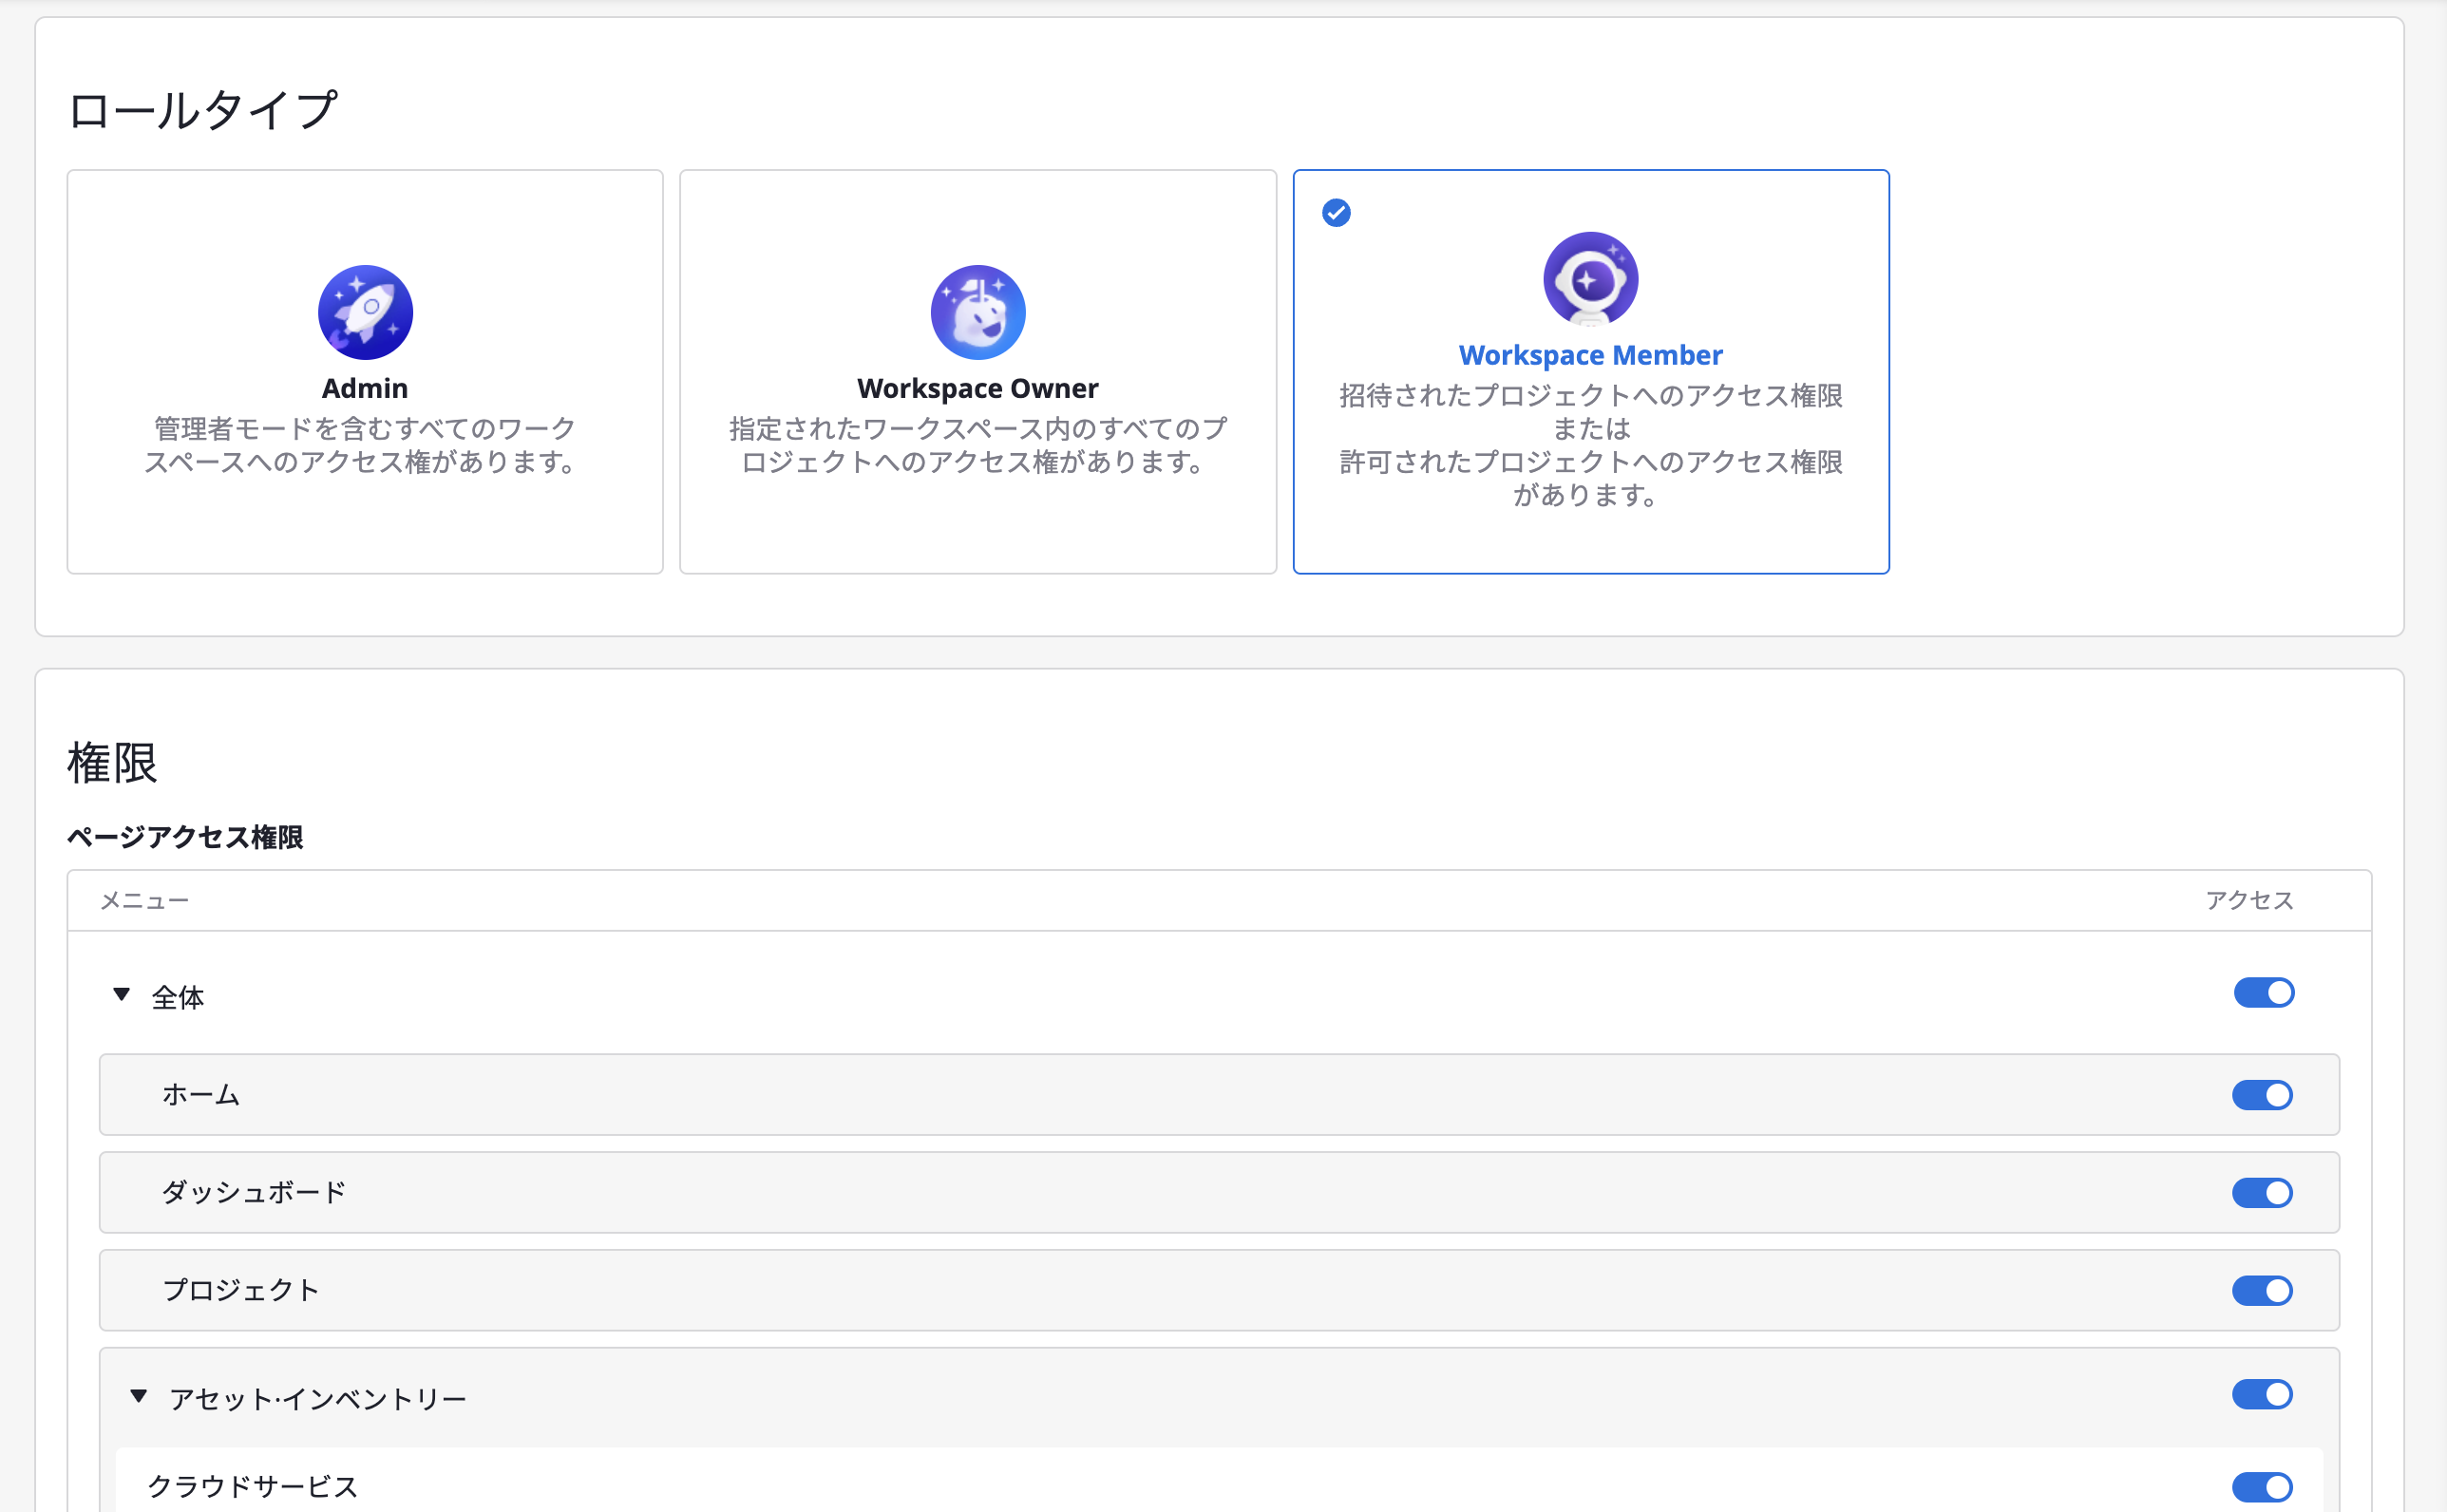 ロールタイプ
Admin
管理者モードを含むすべてのワーク
スペースへのアクセス権があります。
Workspace Owner
指定されたワークスペース内のすべてのプ
ロジェクトへのアクセス権があります。
Workspace Member
招待されたプロジェクトへのアクセス権限
または
許可されたプロジェクトへのアクセス権限
があります。
権限
ページアクセス権限
メニュー
アクセス
全体
ホーム
ダッシュボード
プロジェクト
アセット·インベントリー
クラウドサービス